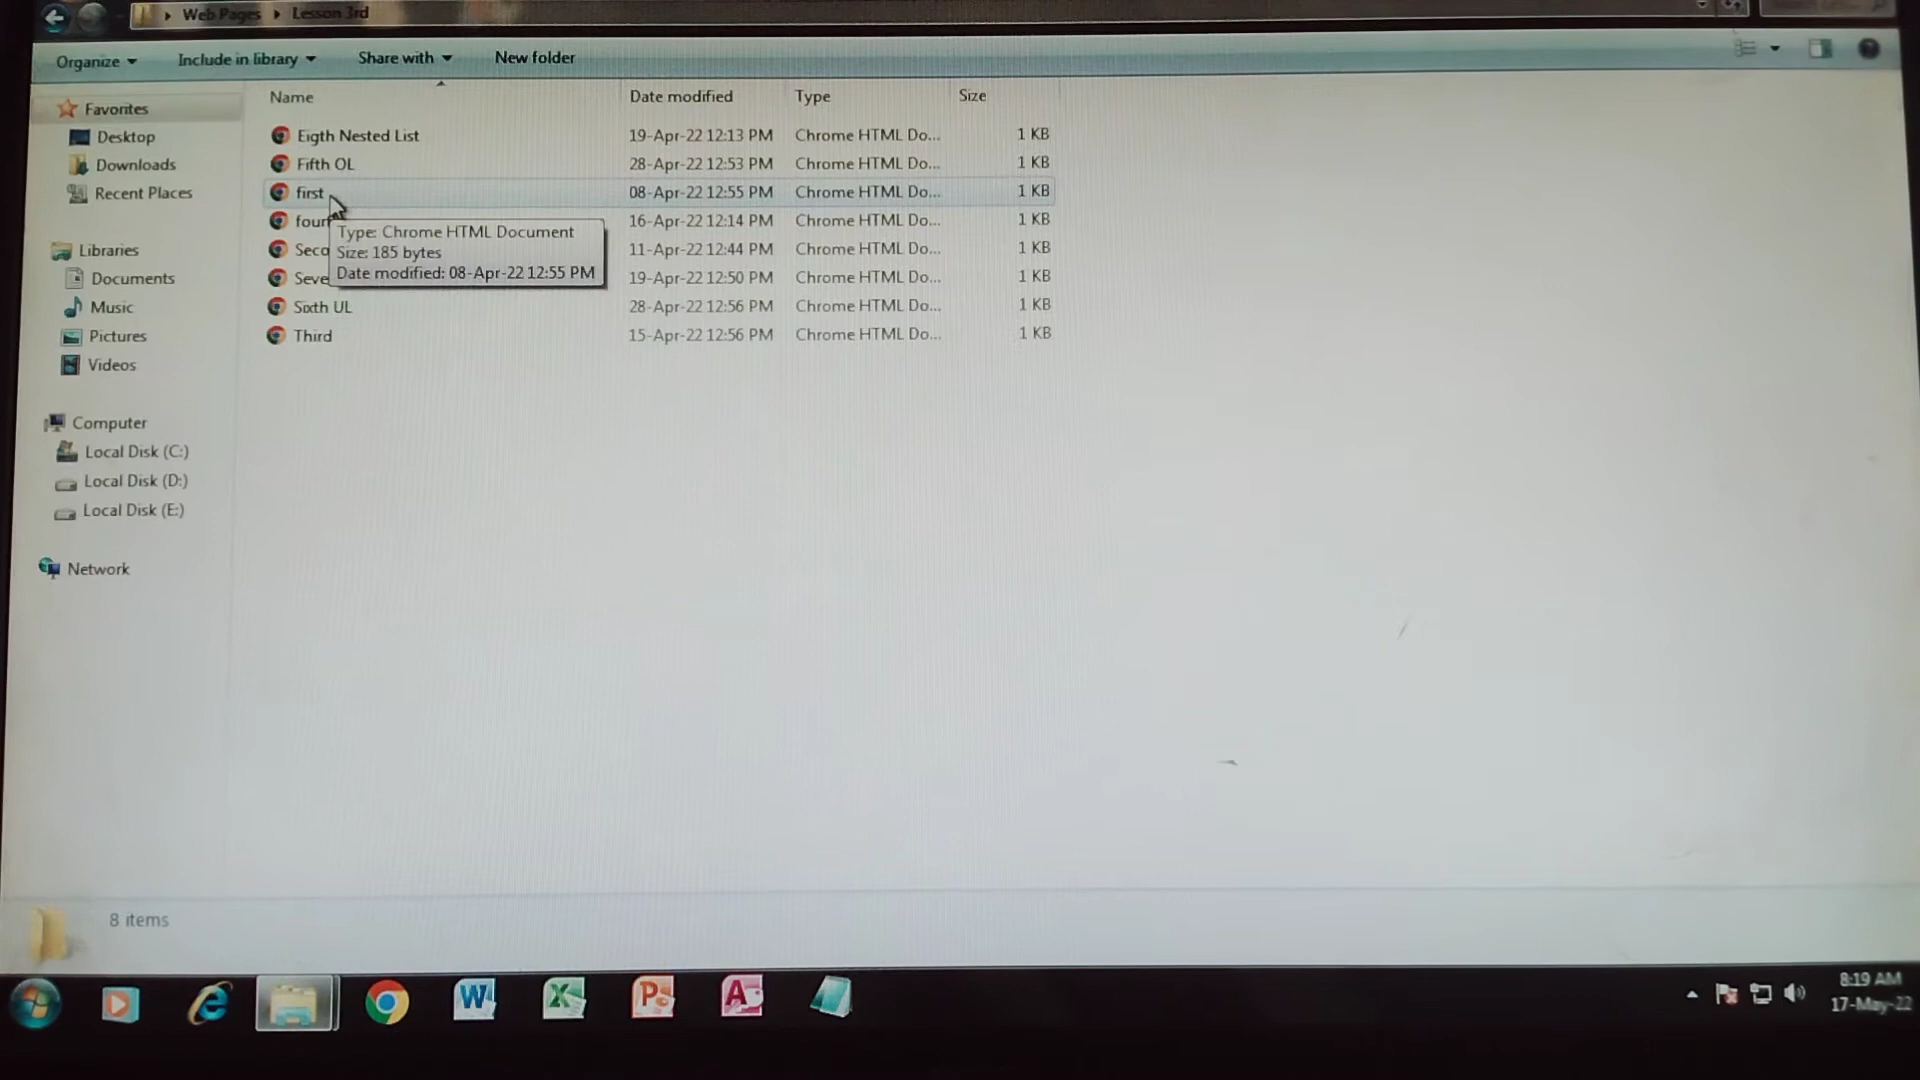 Web Pages Lesson 3rd
Organize Include in library Share with New folder
Name Date modified Type Size
Favorites
Desktop
Downloads
Recent Places
Libraries
Documents
Music
Pictures
Videos
Computer
Local Disk (C:)
Local Disk (D:)
Local Disk (E:)
Network
Eigth Nested List 19-Apr-22 12:13 PM Chrome HTML Do... 1 KB
Fifth OL 28-Apr-22 12:53 PM Chrome HTML Do... 1 KB
first 08-Apr-22 12:55 PM Chrome HTML Do... 1 KB
four 16-Apr-22 12:14 PM Chrome HTML Do... 1 KB
Seco 11-Apr-22 12:44 PM Chrome HTML Do... 1 KB
Seve 19-Apr-22 12:50 PM Chrome HTML Do... 1 KB
Sixth UL 28-Apr-22 12:56 PM Chrome HTML Do... 1 KB
Third 15-Apr-22 12:56 PM Chrome HTML Do... 1 KB
Type: Chrome HTML Document
Size: 185 bytes
Date modified: 08-Apr-22 12:55 PM
8 items
8:19 AM
17-May-22